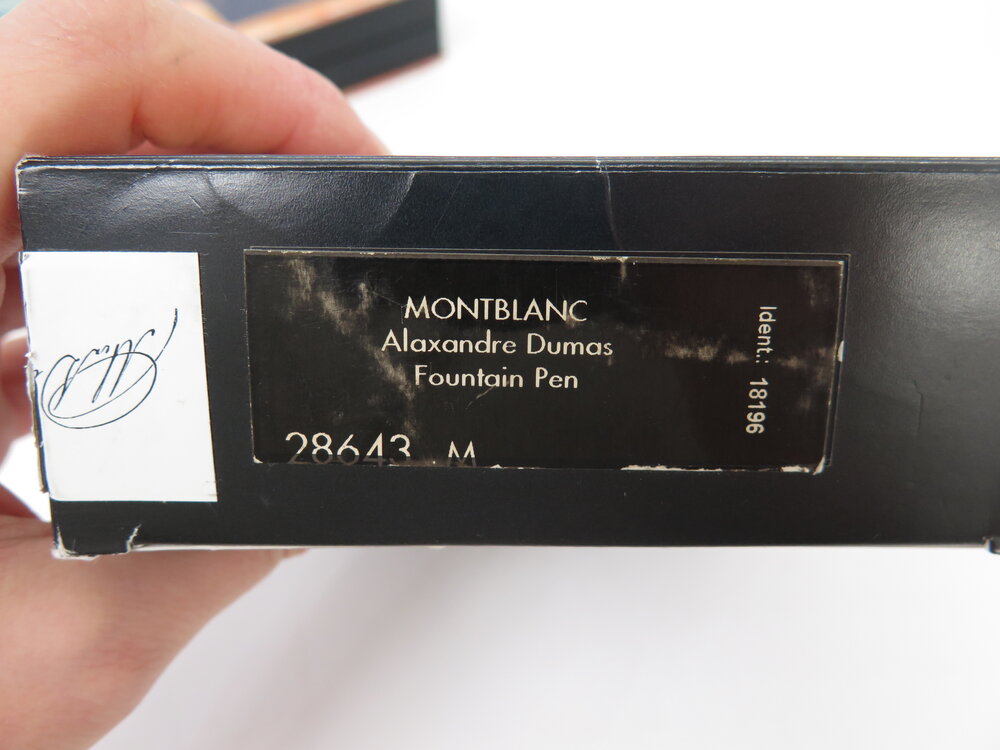 MONTBLANC
Alaxandre Dumas
Fountain Pen
28643 M
Ident.: 18196